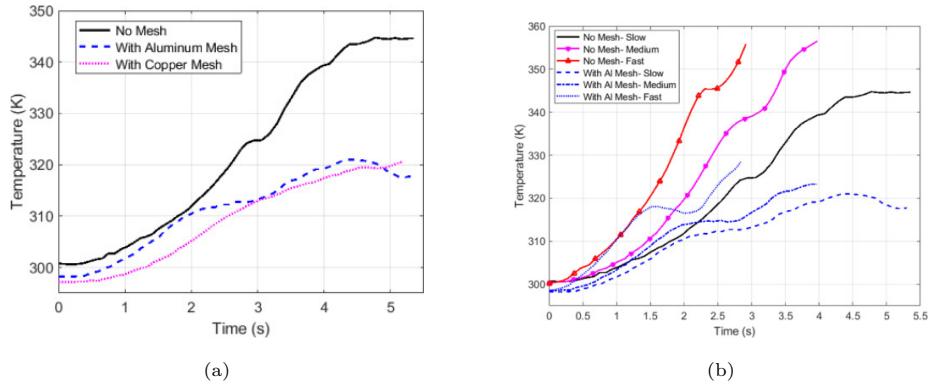 350
340
330
320
310
300
Temperature (K)
No Mesh
With Aluminum Mesh
With Copper Mesh
0 1 2 3 4 5
Time (s)
(a)
360
350
340
330
320
310
300
295
Temperature (K)
No Mesh- Slow
No Mesh- Medium
No Mesh- Fast
With Al Mesh- Slow
With Al Mesh- Medium
With Al Mesh- Fast
0 0.5 1 1.5 2 2.5 3 3.5 4 4.5 5 5.5
Time (s)
(b)